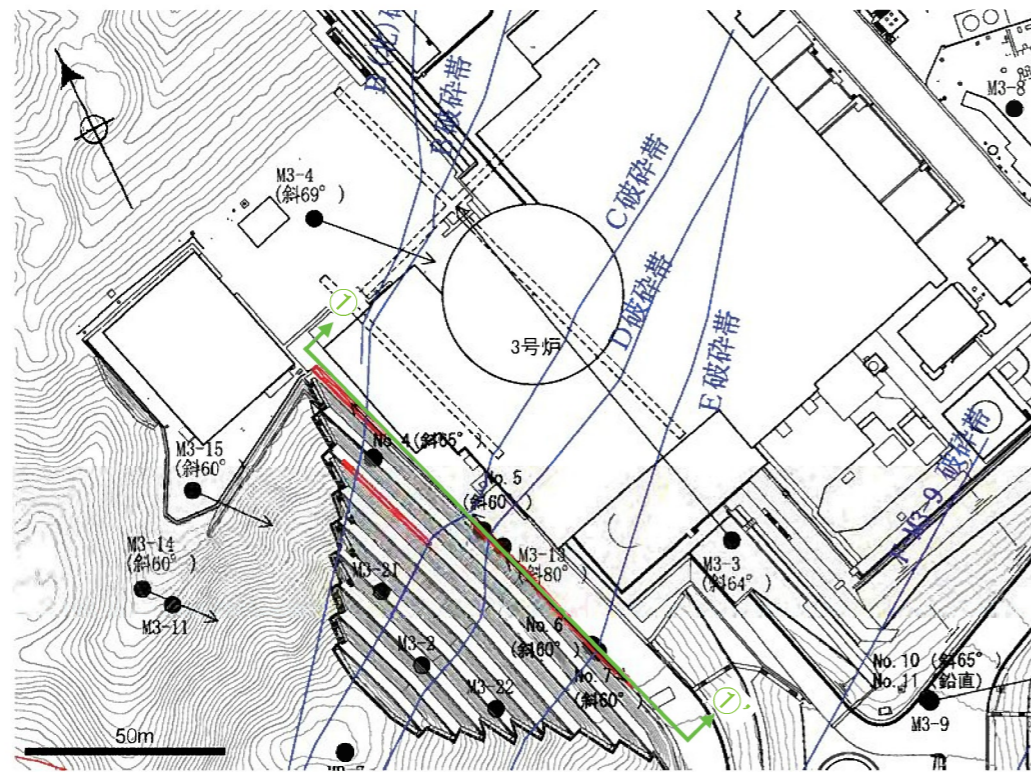 B破砕帯
M3-8
M3-4
(斜69°)
C破砕帯
D破砕帯
E破砕帯
①
3号炉
M3-15
(斜60°)
No.4(斜65°)
No.5
(斜60°)
M3-14
(斜60°)
M3-13
(斜80°)
M3-3
(斜64°)
M3-21
M3-11
No.6
(斜60°)
M3-2
No.7
(斜60°)
No.10(斜65°)
No.11(鉛直)
M3-22
①'
M3-9
50m